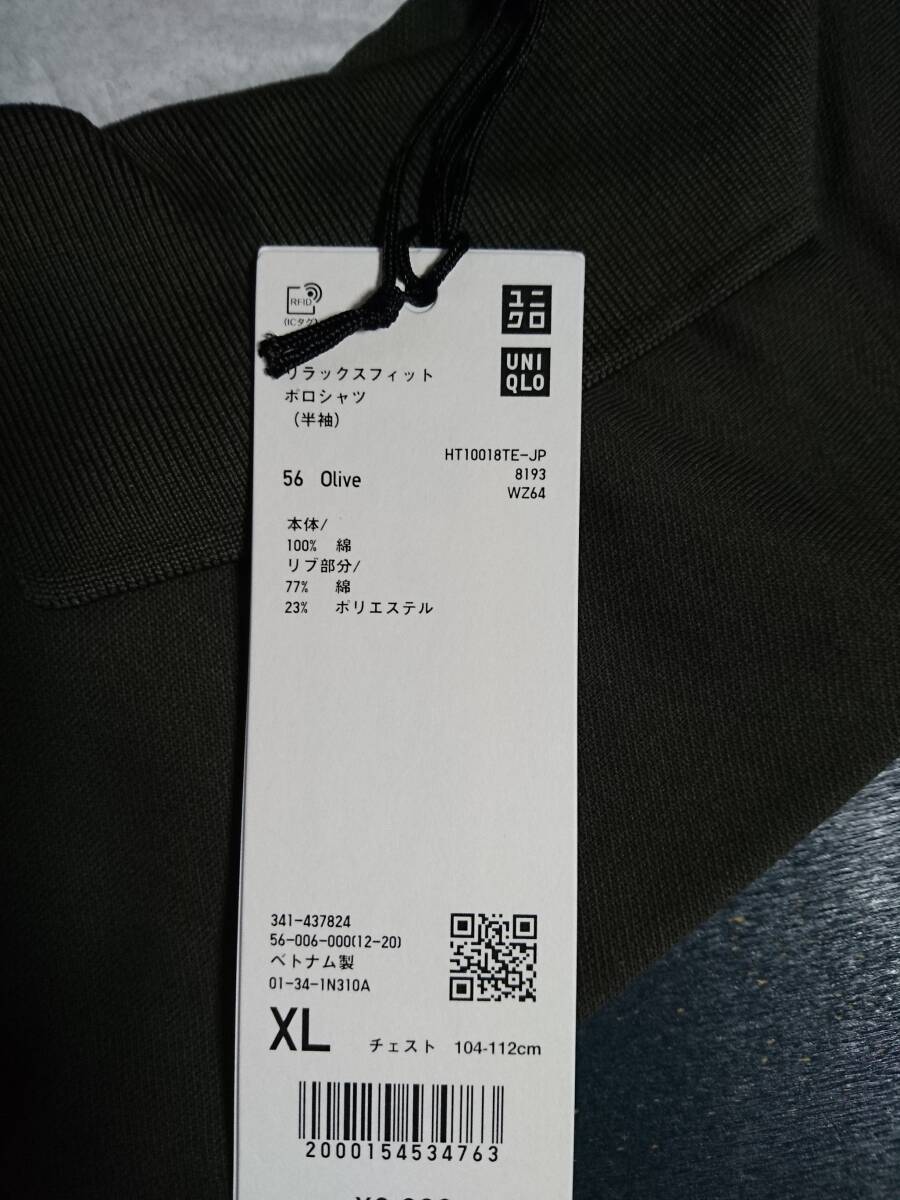 RFID
(ICタグ)
ユニ
クロ
UNI
QLO
リラックスフィット
ポロシャツ
(半袖)
HT10018TE-JP
8193
WZ64
56 Olive
本体/
100% 綿
リブ部分/
77% 綿
23% ポリエステル
341-437824
56-006-000(12-20)
ベトナム製
01-34-1N310A
XL チェスト 104-112cm
2000154534763